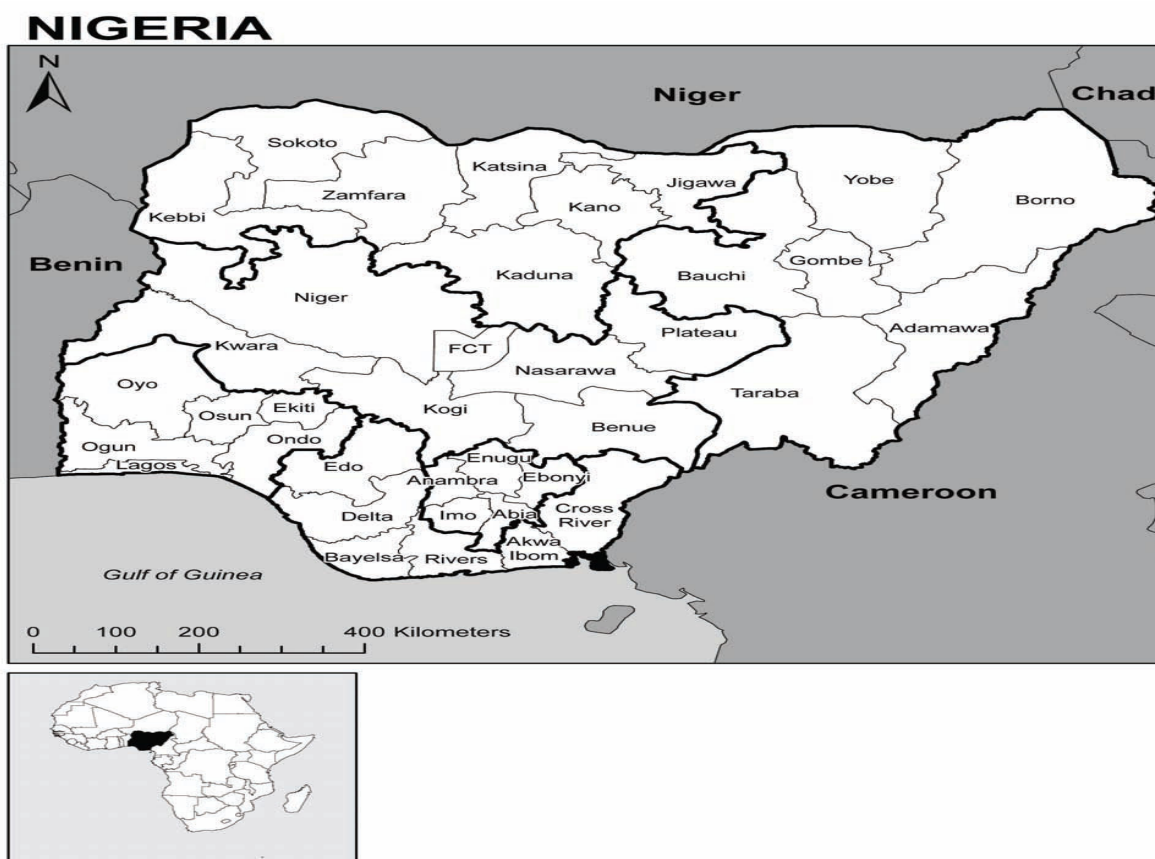 NIGERIA
N
Niger
Chad
Sokoto
Katsina
Zamfara
Jigawa
Yobe
Kano
Borno
Kebbi
Benin
Kaduna
Bauchi
Gombe
Niger
Plateau
Adamawa
Kwara
FCT
Nasarawa
Oyo
Taraba
Osun
Ekiti
Kogi
Benue
Ogun
Ondo
Lagos
Edo
Enugu
Anambra
Ebonyi
Cameroon
Delta
Imo
Abia
Cross
River
Akwa
Ibom
Bayelsa
Rivers
Gulf of Guinea
0 100 200 400 Kilometers